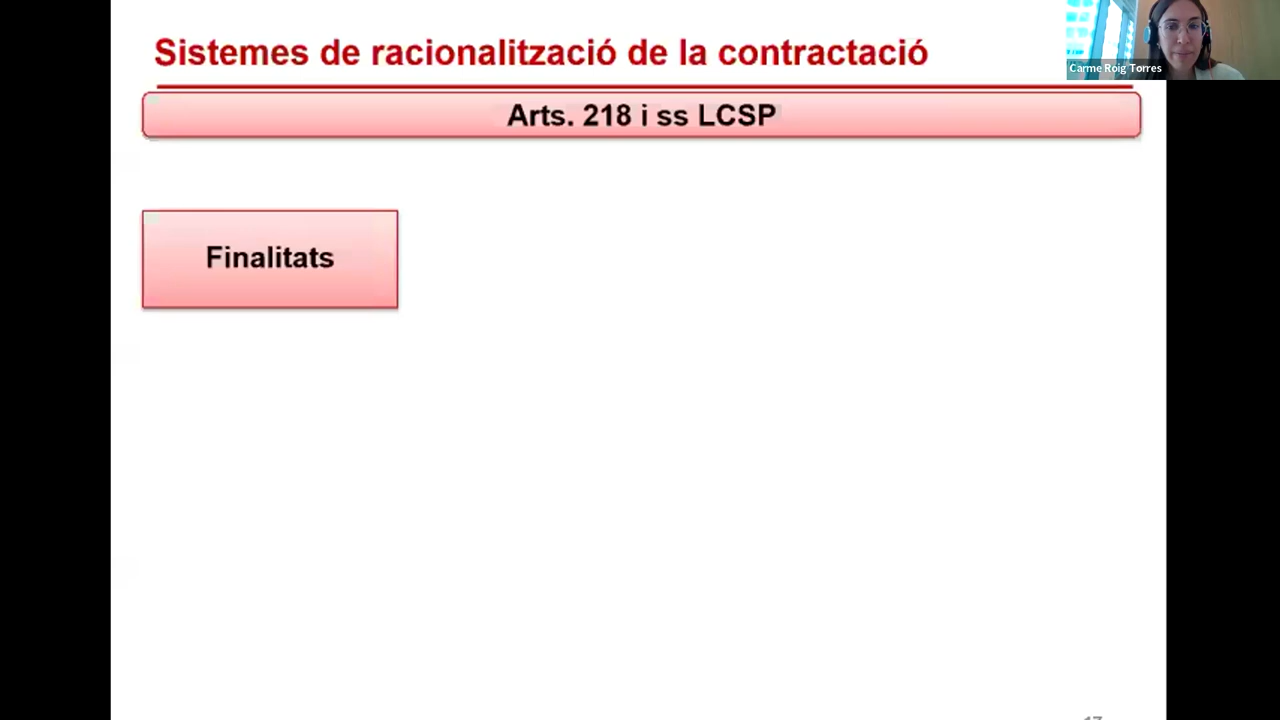 Sistemes de racionalització de la contractació
Carme Roig Torres
Arts. 218 i ss LCSP
Finalitats